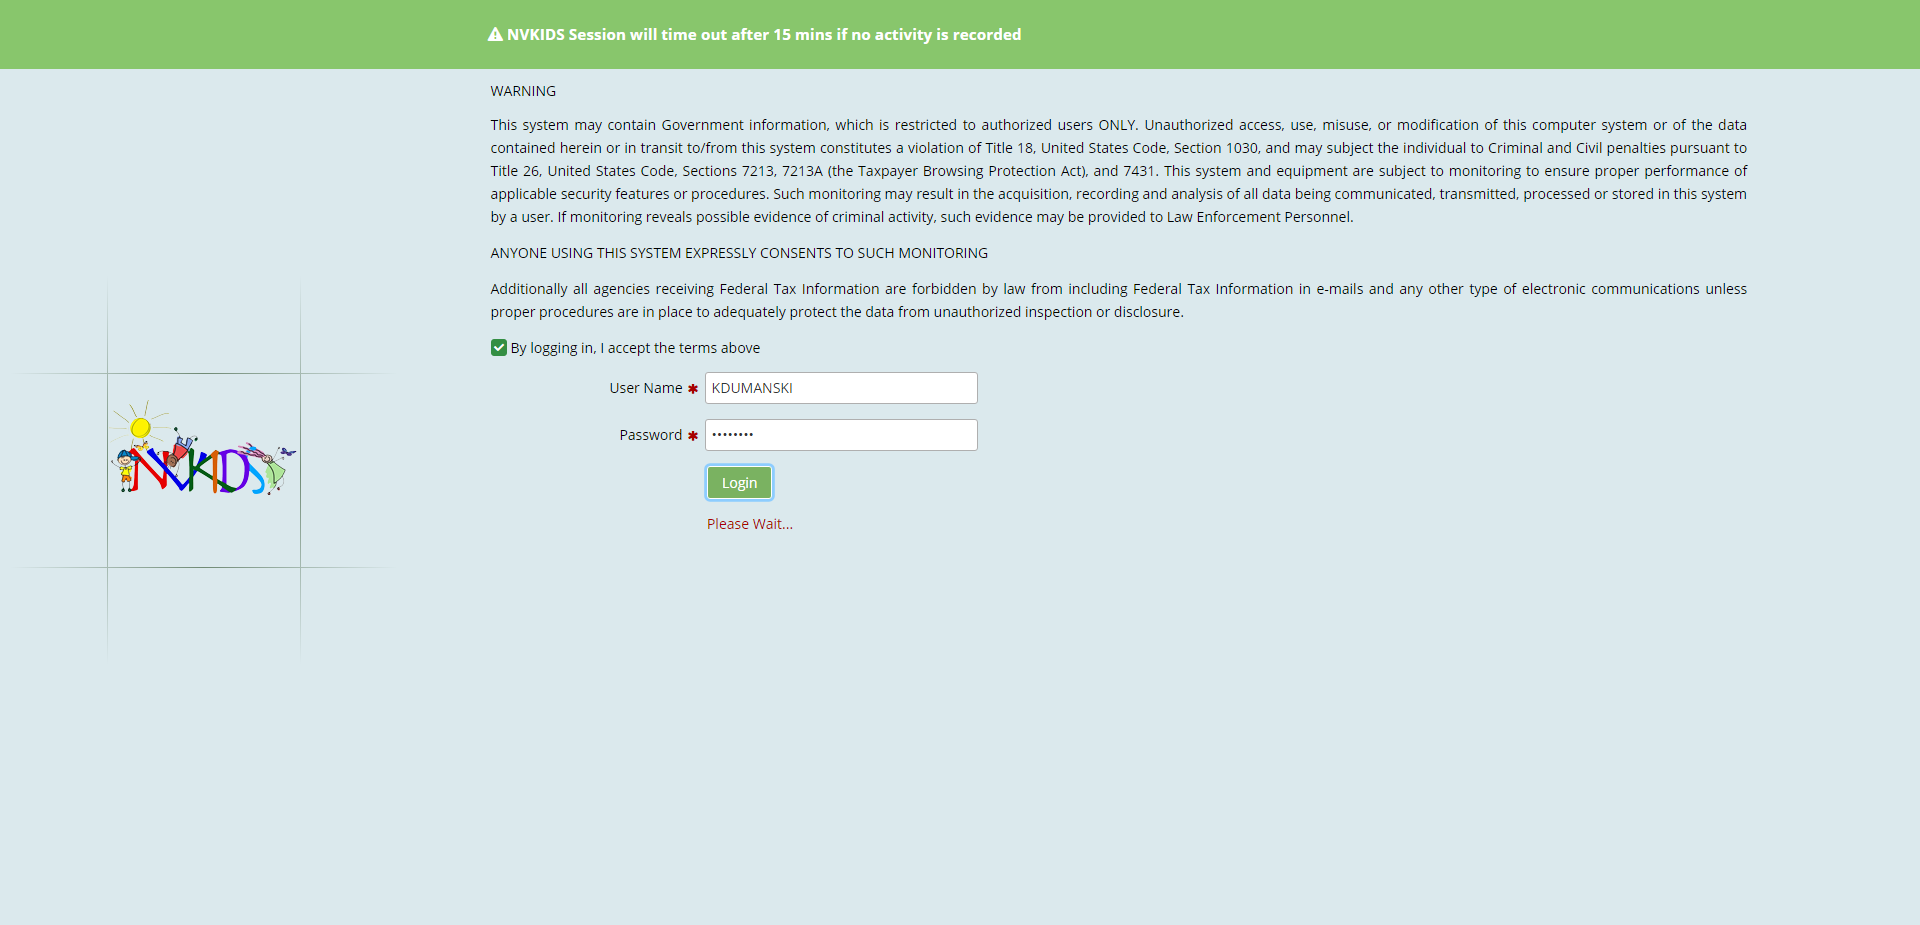 NVKIDS Session will time out after 15 mins if no activity is recorded
WARNING
This system may contain Government information, which is restricted to authorized users ONLY. Unauthorized access, use, misuse, or modification of this computer system or of the data
contained herein or in transit to/from this system constitutes a violation of Title 18, United States Code, Section 1030, and may subject the individual to Criminal and Civil penalties pursuant to
Title 26, United States Code, Sections 7213, 7213A (the Taxpayer Browsing Protection Act), and 7431. This system and equipment are subject to monitoring to ensure proper performance of
applicable security features or procedures. Such monitoring may result in the acquisition, recording and analysis of all data being communicated, transmitted, processed or stored in this system
by a user. If monitoring reveals possible evidence of criminal activity, such evidence may be provided to Law Enforcement Personnel.
ANYONE USING THIS SYSTEM EXPRESSLY CONSENTS TO SUCH MONITORING
Additionally all agencies receiving Federal Tax Information are forbidden by law from including Federal Tax Information in e-mails and any other type of electronic communications unless
proper procedures are in place to adequately protect the data from unauthorized inspection or disclosure.
By logging in, I accept the terms above
User Name ✱ KDUMANSKI
NVKIDS
Password ✱ ••••••••
Login
Please Wait...